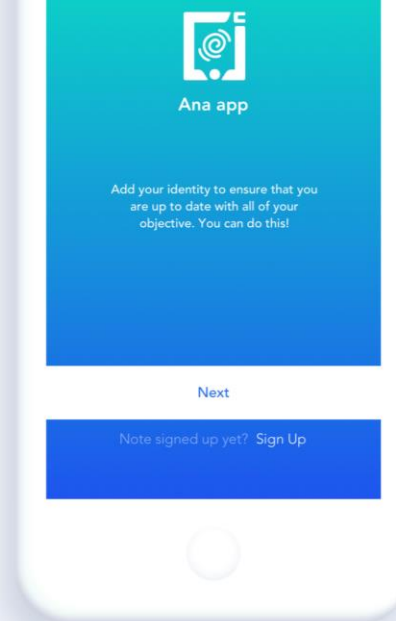 Ana app
Add your identity to ensure that you
are up to date with all of your
objective. You can do this!
Next
Note signed up yet? Sign Up